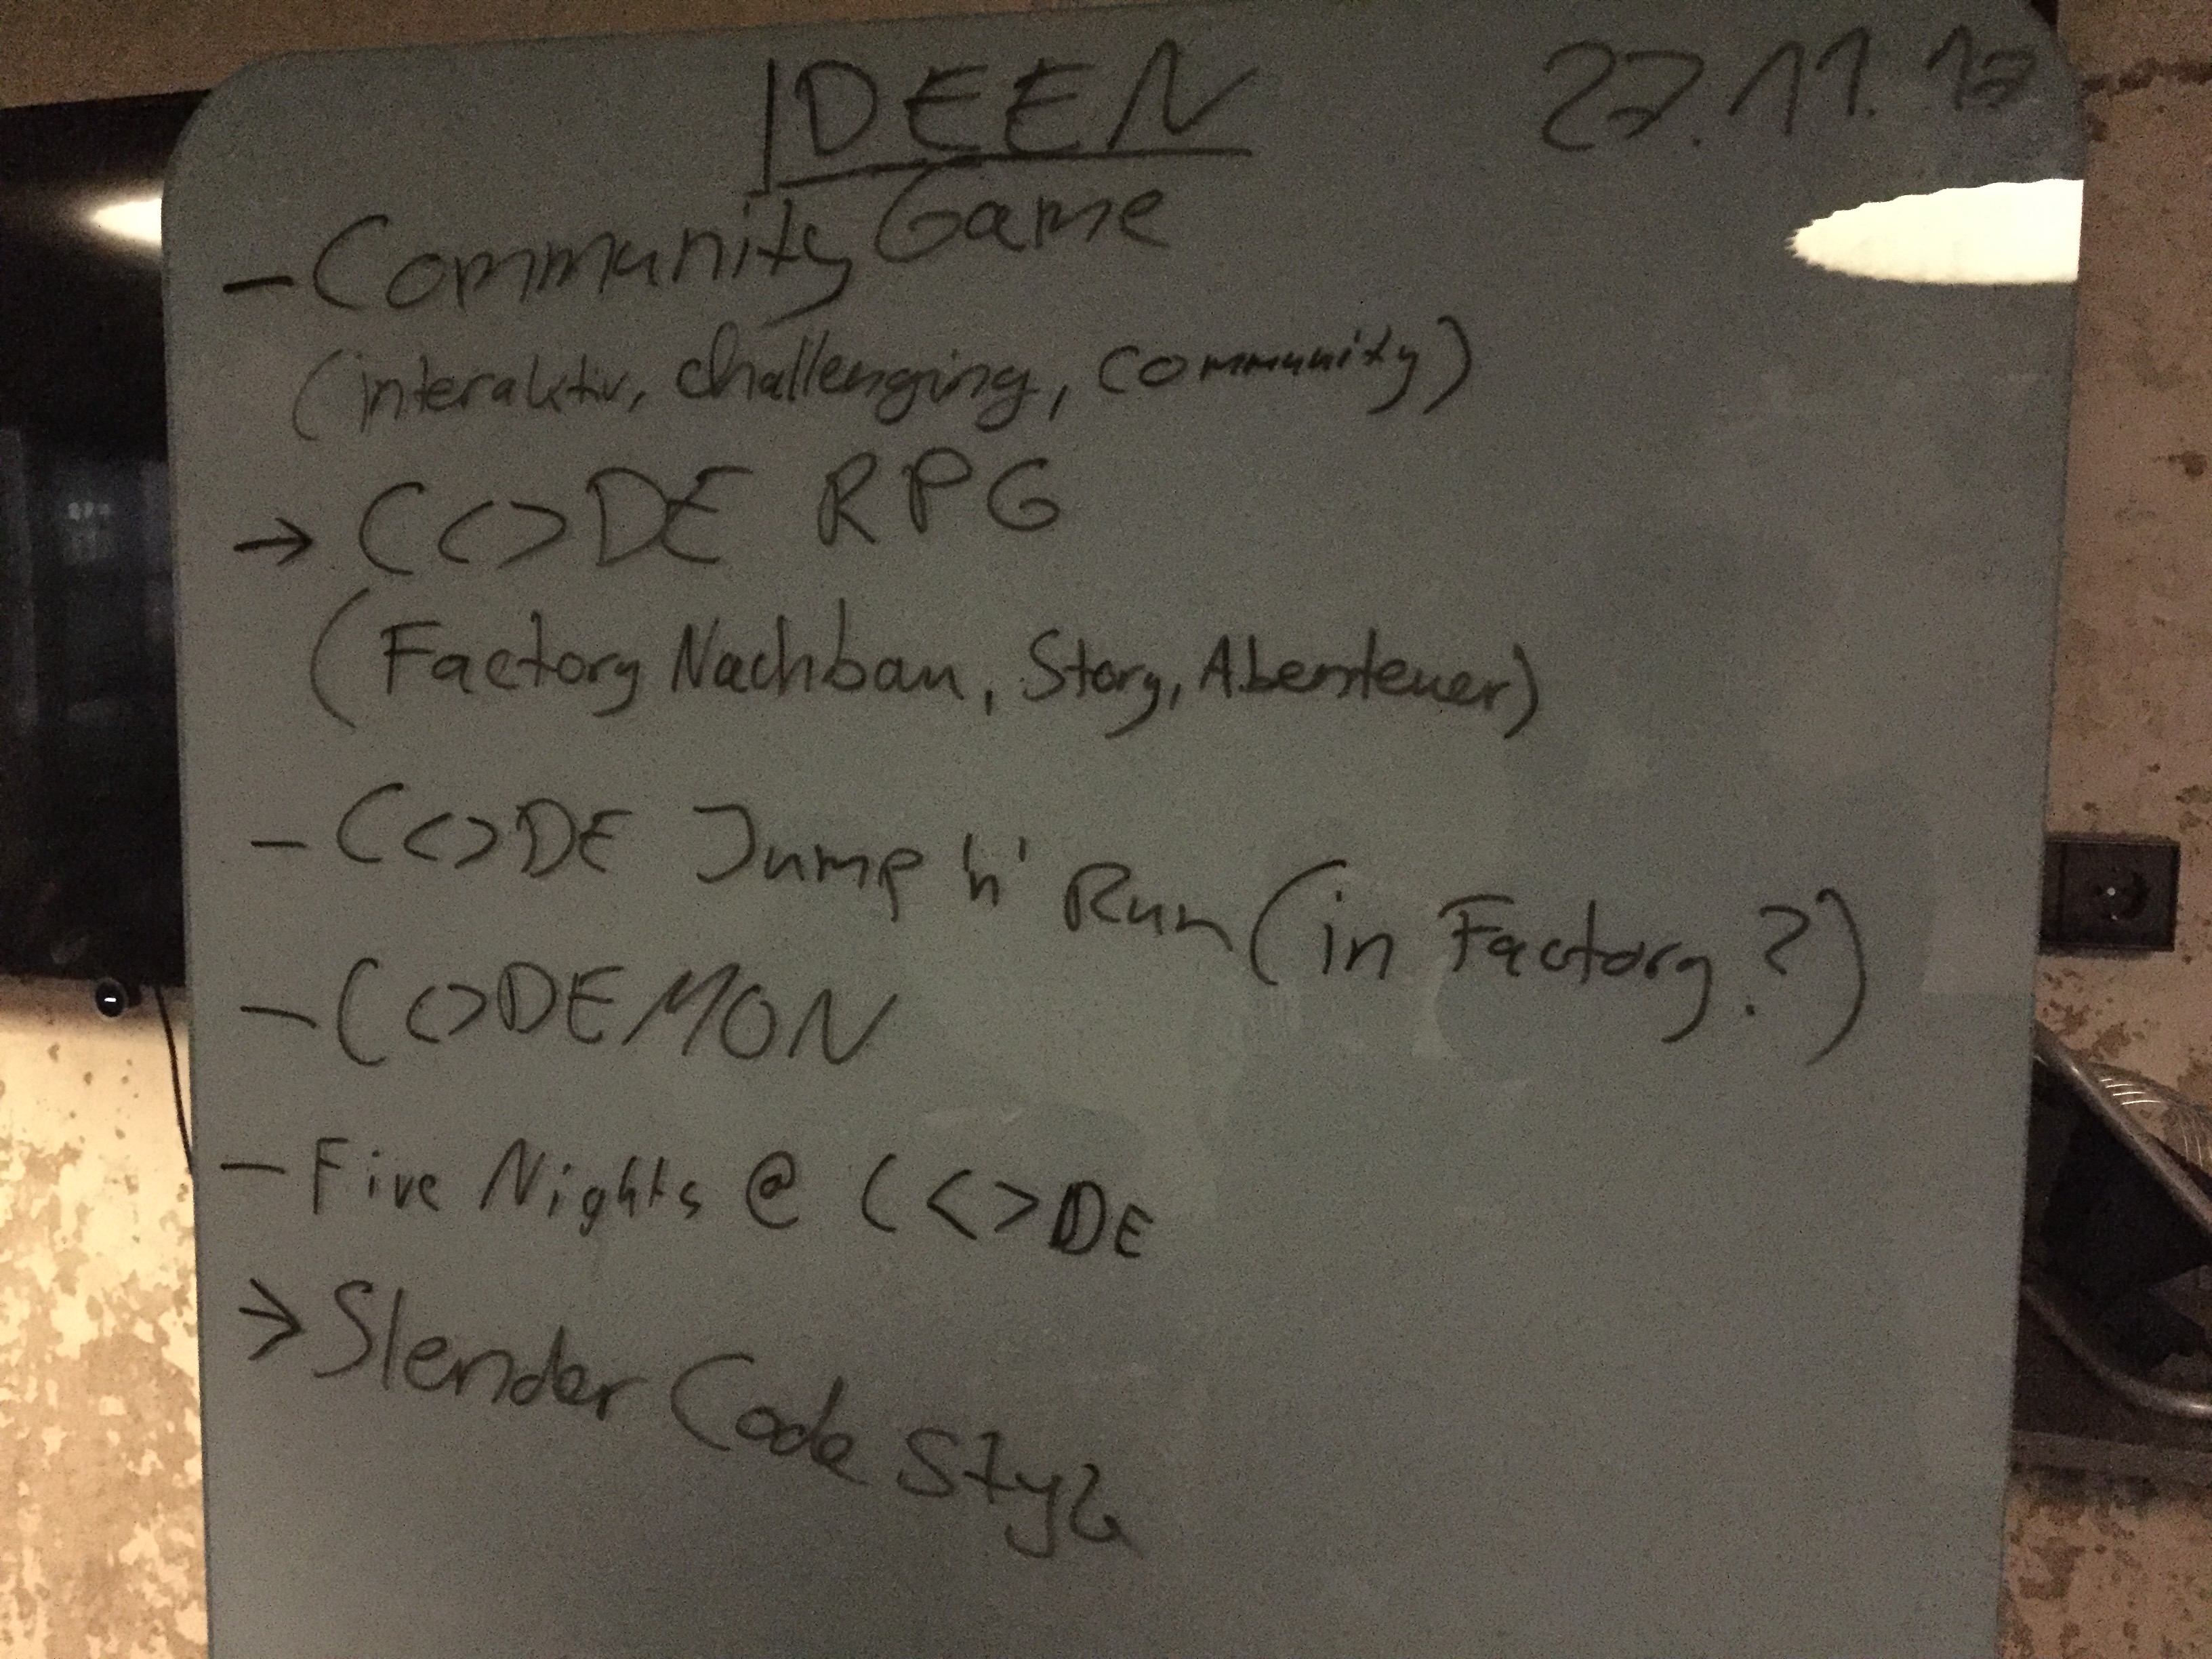 IDEEN 27.11.17
- Community Game
(interaktiv, challenging, community)
→ C<>DE RPG
(Factory Nachbau, Story, Abenteuer)
- C<>DE Jump 'n' Run (in Factory?)
- C<>DEMON
- Five Nights @ C<>DE
→ Slender Code Style